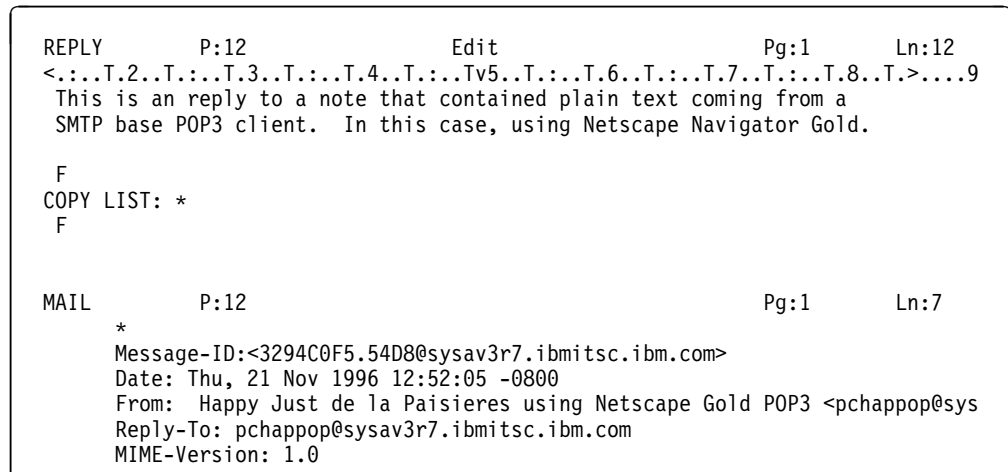 REPLY P:12 Edit Pg:1 Ln:12
<.:..T.2..T.:..T.3..T.:..T.4..T.:..Tv5..T.:..T.6..T.:..T.7..T.:..T.8..T.>....9
This is an reply to a note that contained plain text coming from a
SMTP base POP3 client. In this case, using Netscape Navigator Gold.
F
COPY LIST: *
F
MAIL P:12 Pg:1 Ln:7
*
Message-ID:<3294C0F5.54D8@sysav3r7.ibmitsc.ibm.com>
Date: Thu, 21 Nov 1996 12:52:05 -0800
From: Happy Just de la Paisieres using Netscape Gold POP3 <pchappop@sys
Reply-To: pchappop@sysav3r7.ibmitsc.ibm.com
MIME-Version: 1.0